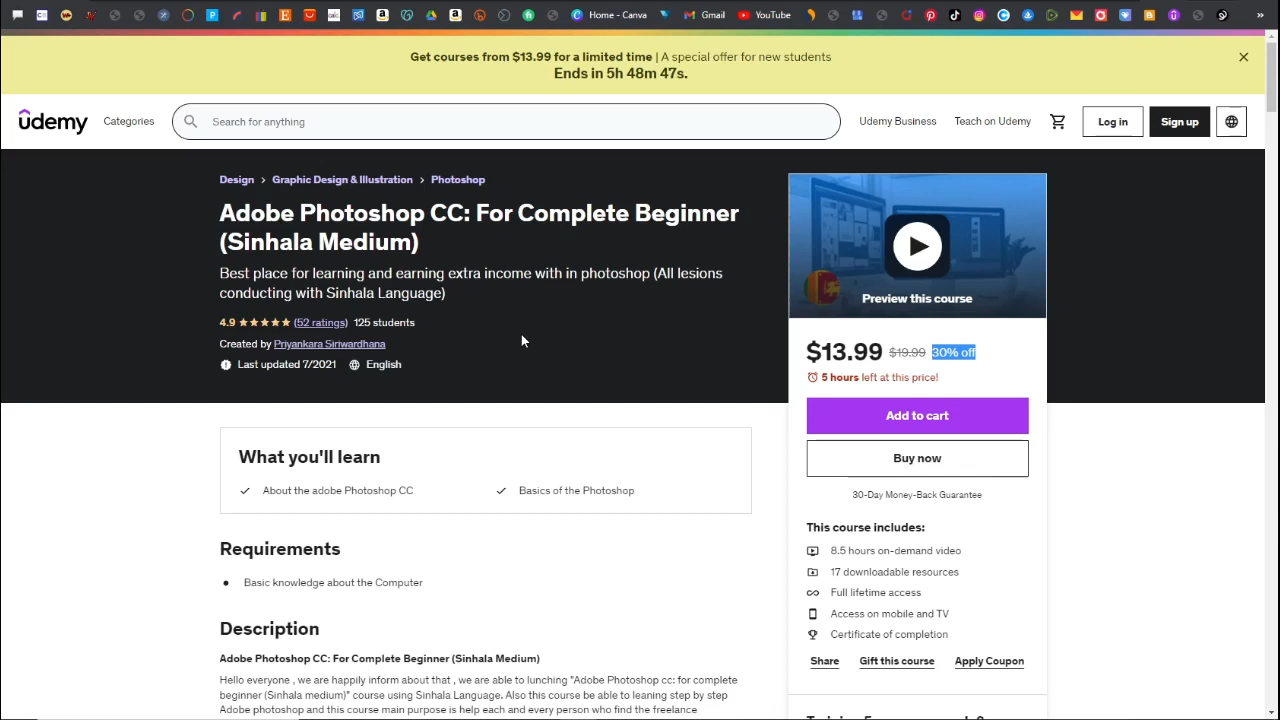 Home - Canva
Gmail
YouTube
Get courses from $13.99 for a limited time | A special offer for new students
Ends in 5h 48m 47s.
ûdemy
Categories
Search for anything
Udemy Business
Teach on Udemy
Log in
Sign up
Design > Graphic Design & Illustration > Photoshop
Adobe Photoshop CC: For Complete Beginner
(Sinhala Medium)
Best place for learning and earning extra income with in photoshop (All lesions
conducting with Sinhala Language)
4.9 (52 ratings) 125 students
Created by Priyankara Siriwardhana
Last updated 7/2021 English
Preview this course
$13.99 $19.99 30% off
5 hours left at this price!
Add to cart
Buy now
30-Day Money-Back Guarantee
This course includes:
8.5 hours on-demand video
17 downloadable resources
Full lifetime access
Access on mobile and TV
Certificate of completion
Share
Gift this course
Apply Coupon
What you'll learn
About the adobe Photoshop CC
Basics of the Photoshop
Requirements
Basic knowledge about the Computer
Description
Adobe Photoshop CC: For Complete Beginner (Sinhala Medium)
Hello everyone , we are happily inform about that , we are able to lunching "Adobe Photoshop cc: for complete
beginner (Sinhala medium)" course using Sinhala Language. Also this course be able to leaning step by step
Adobe photoshop and this course main purpose is help each and every person who find the freelance